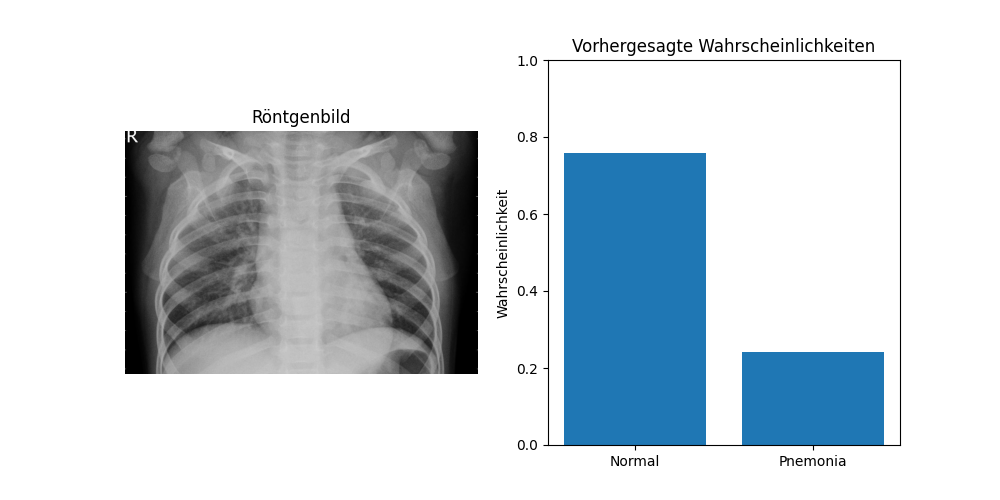 Röntgenbild
R
Vorhergesagte Wahrscheinlichkeiten
Wahrscheinlichkeit
1.0
0.8
0.6
0.4
0.2
0.0
Normal
Pnemonia